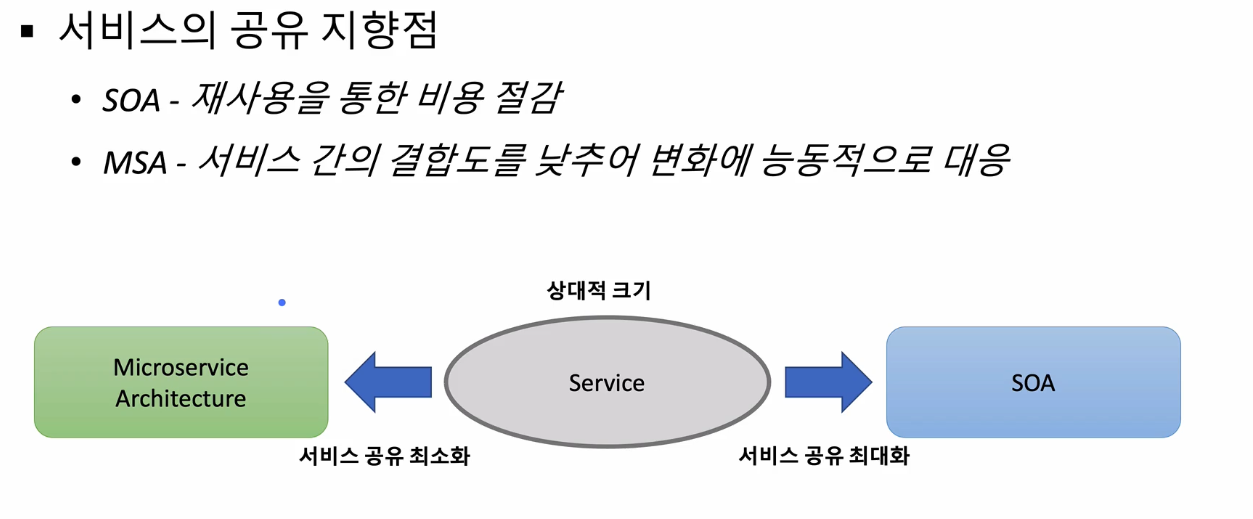 ▪ 서비스의 공유 지향점
• SOA - 재사용을 통한 비용 절감
• MSA - 서비스 간의 결합도를 낮추어 변화에 능동적으로 대응
상대적 크기
Microservice
Architecture
Service
SOA
서비스 공유 최소화
서비스 공유 최대화